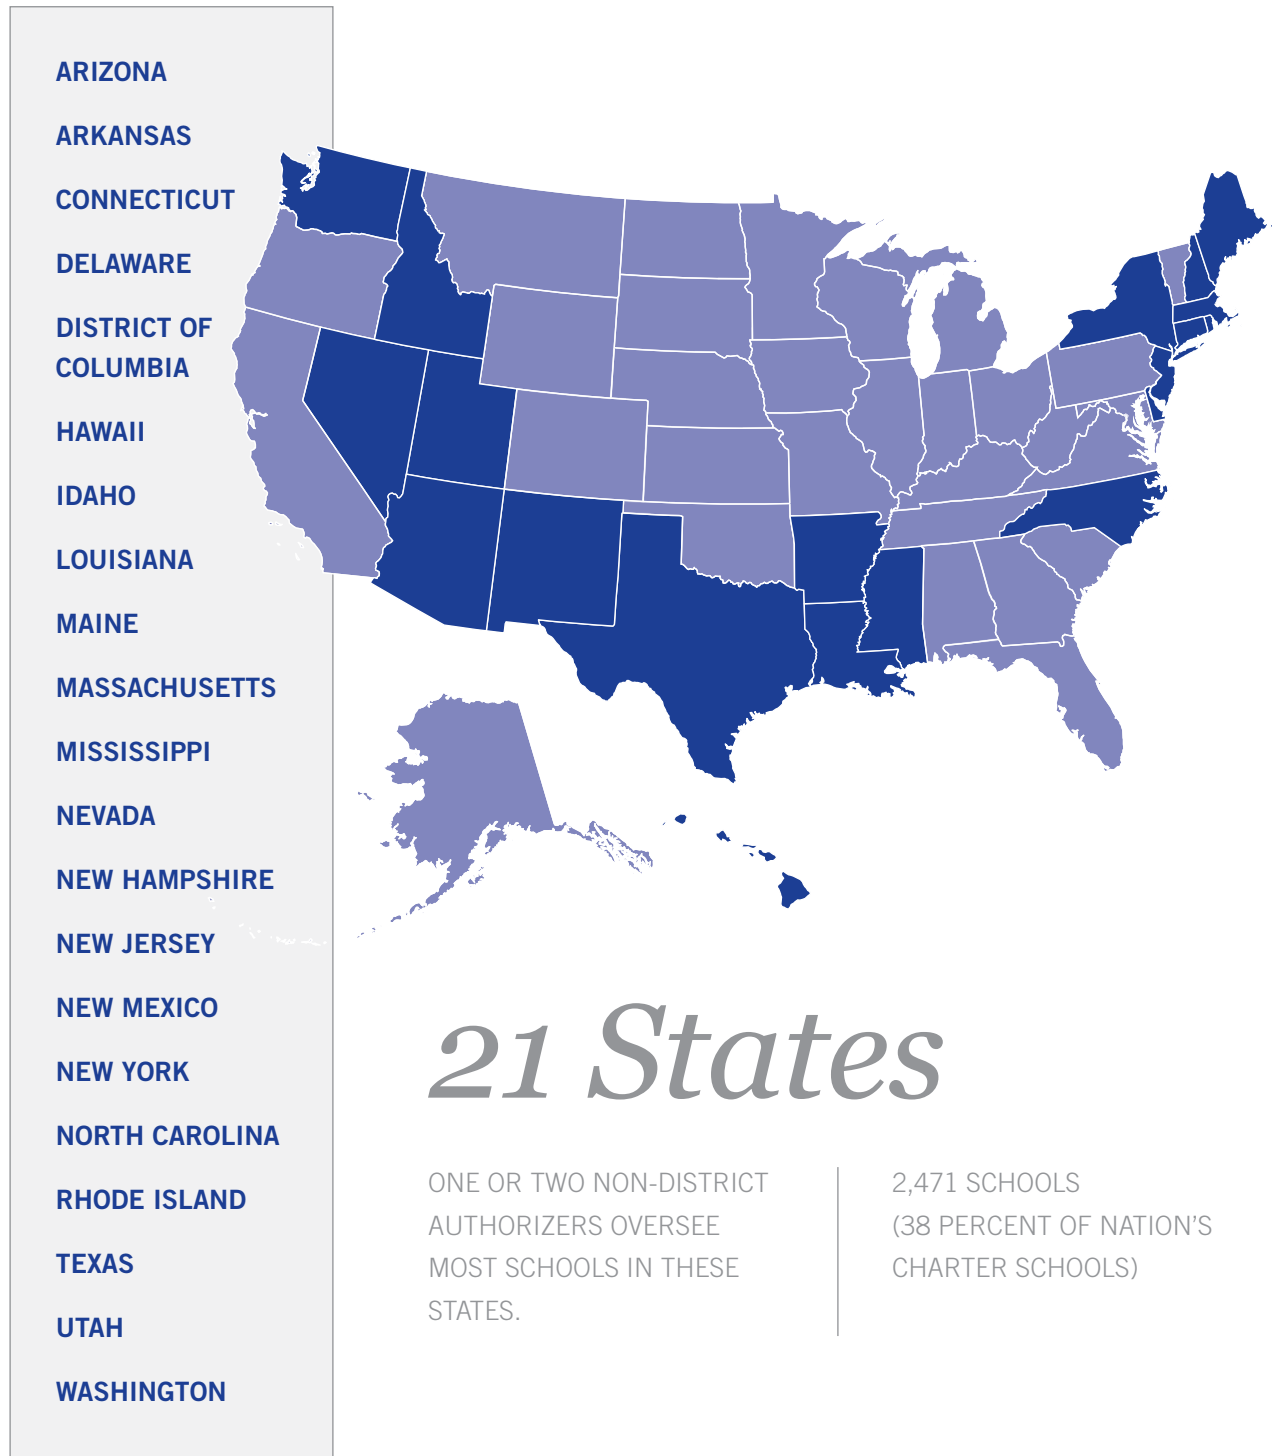 ARIZONA
ARKANSAS
CONNECTICUT
DELAWARE
DISTRICT OF
COLUMBIA
HAWAII
IDAHO
LOUISIANA
MAINE
MASSACHUSETTS
MISSISSIPPI
NEVADA
NEW HAMPSHIRE
NEW JERSEY
NEW MEXICO
NEW YORK
NORTH CAROLINA
RHODE ISLAND
TEXAS
UTAH
WASHINGTON
21 States
ONE OR TWO NON-DISTRICT
AUTHORIZERS OVERSEE
MOST SCHOOLS IN THESE
STATES.
2,471 SCHOOLS
(38 PERCENT OF NATION’S
CHARTER SCHOOLS)